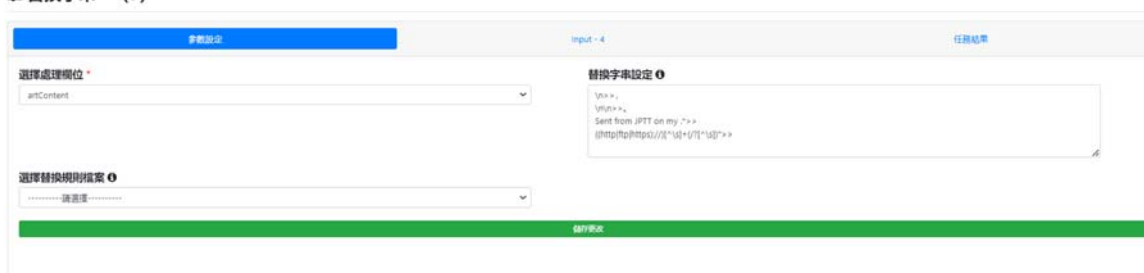 參數設定
Input - 4
任務結果
選擇處理欄位 *
替換字串設定
artContent
\n>>,
\n\n>>。
Sent from JPTT on my .*>>
((http|ftp|https)://)[^\s]+(/?[^\s])*>>
選擇替換規則檔案
----------請選擇----------
儲存更改